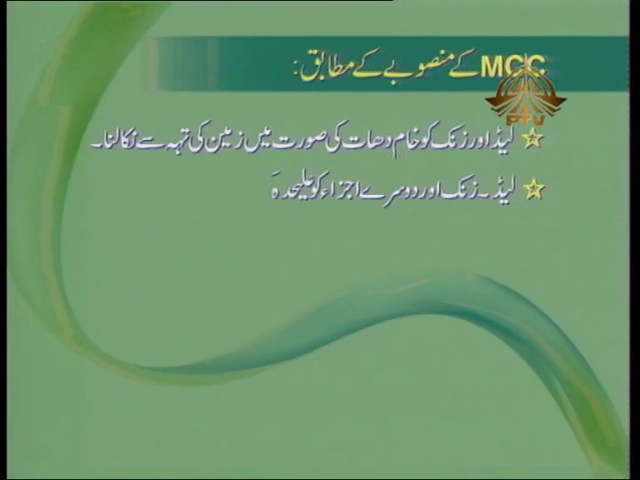 MCC کے منصوبے کے مطابق:
PTV
لیڈ اور زنک کو خام دھات کی صورت میں زمین کی تہہ سے نکالنا۔
لیڈ۔ زنک اور دوسرے اجزاء کو علیحدہ